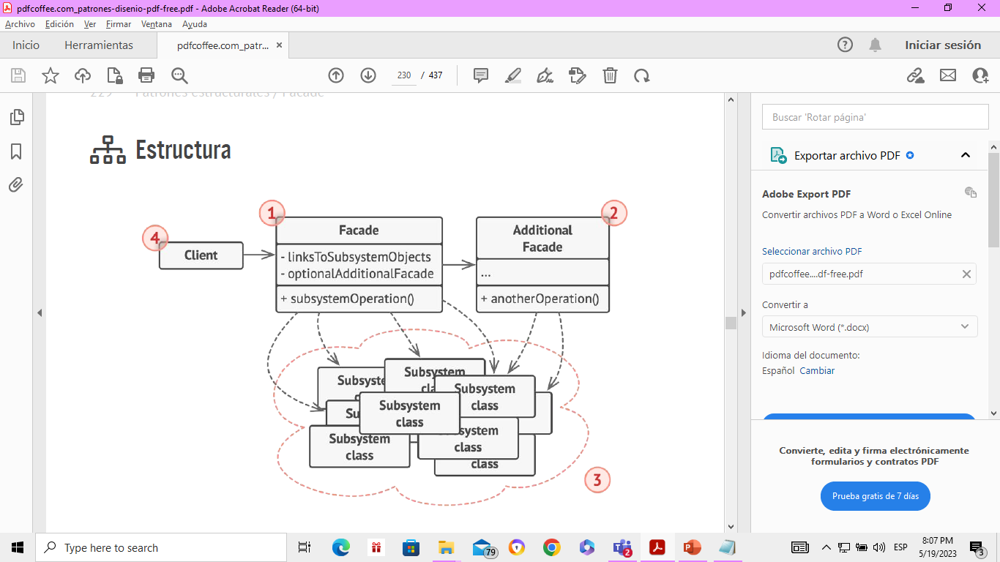 pdfcoffee.com_patrones-disenio-pdf-free.pdf - Adobe Acrobat Reader (64-bit)
Archivo Edición Ver Firmar Ventana Ayuda
Inicio Herramientas pdfcoffee.com_patr... ×
Iniciar sesión
230 / 437
229 Patrones estructurales / Facade
Estructura
1
Facade
- linksToSubsystemObjects
- optionalAdditionalFacade
+ subsystemOperation()
2
Additional
Facade
...
+ anotherOperation()
4
Client
Subsyste
Subsystem
cla
Subsystem
class
Su
Subsystem
class
Subsystem
class
bsystem
class
class
3
Buscar 'Rotar página'
Exportar archivo PDF
Adobe Export PDF
Convertir archivos PDF a Word o Excel Online
Seleccionar archivo PDF
pdfcoffee....df-free.pdf
Convertir a
Microsoft Word (*.docx)
Idioma del documento:
Español Cambiar
Convierte, edita y firma electrónicamente
formularios y contratos PDF
Prueba gratis de 7 días
Type here to search
79
2
ESP
8:07 PM
5/19/2023
3